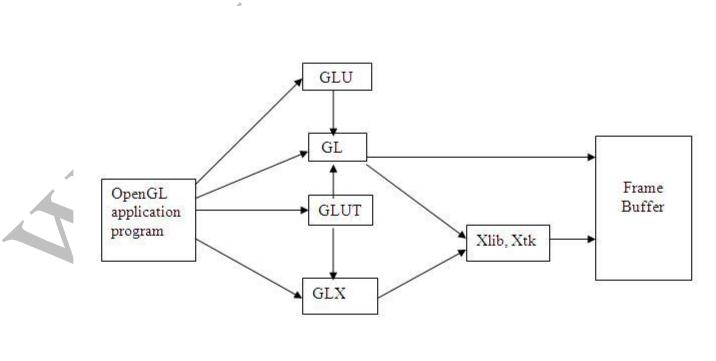 GLU
GL
OpenGL
application
program
GLUT
GLX
Xlib, Xtk
Frame
Buffer